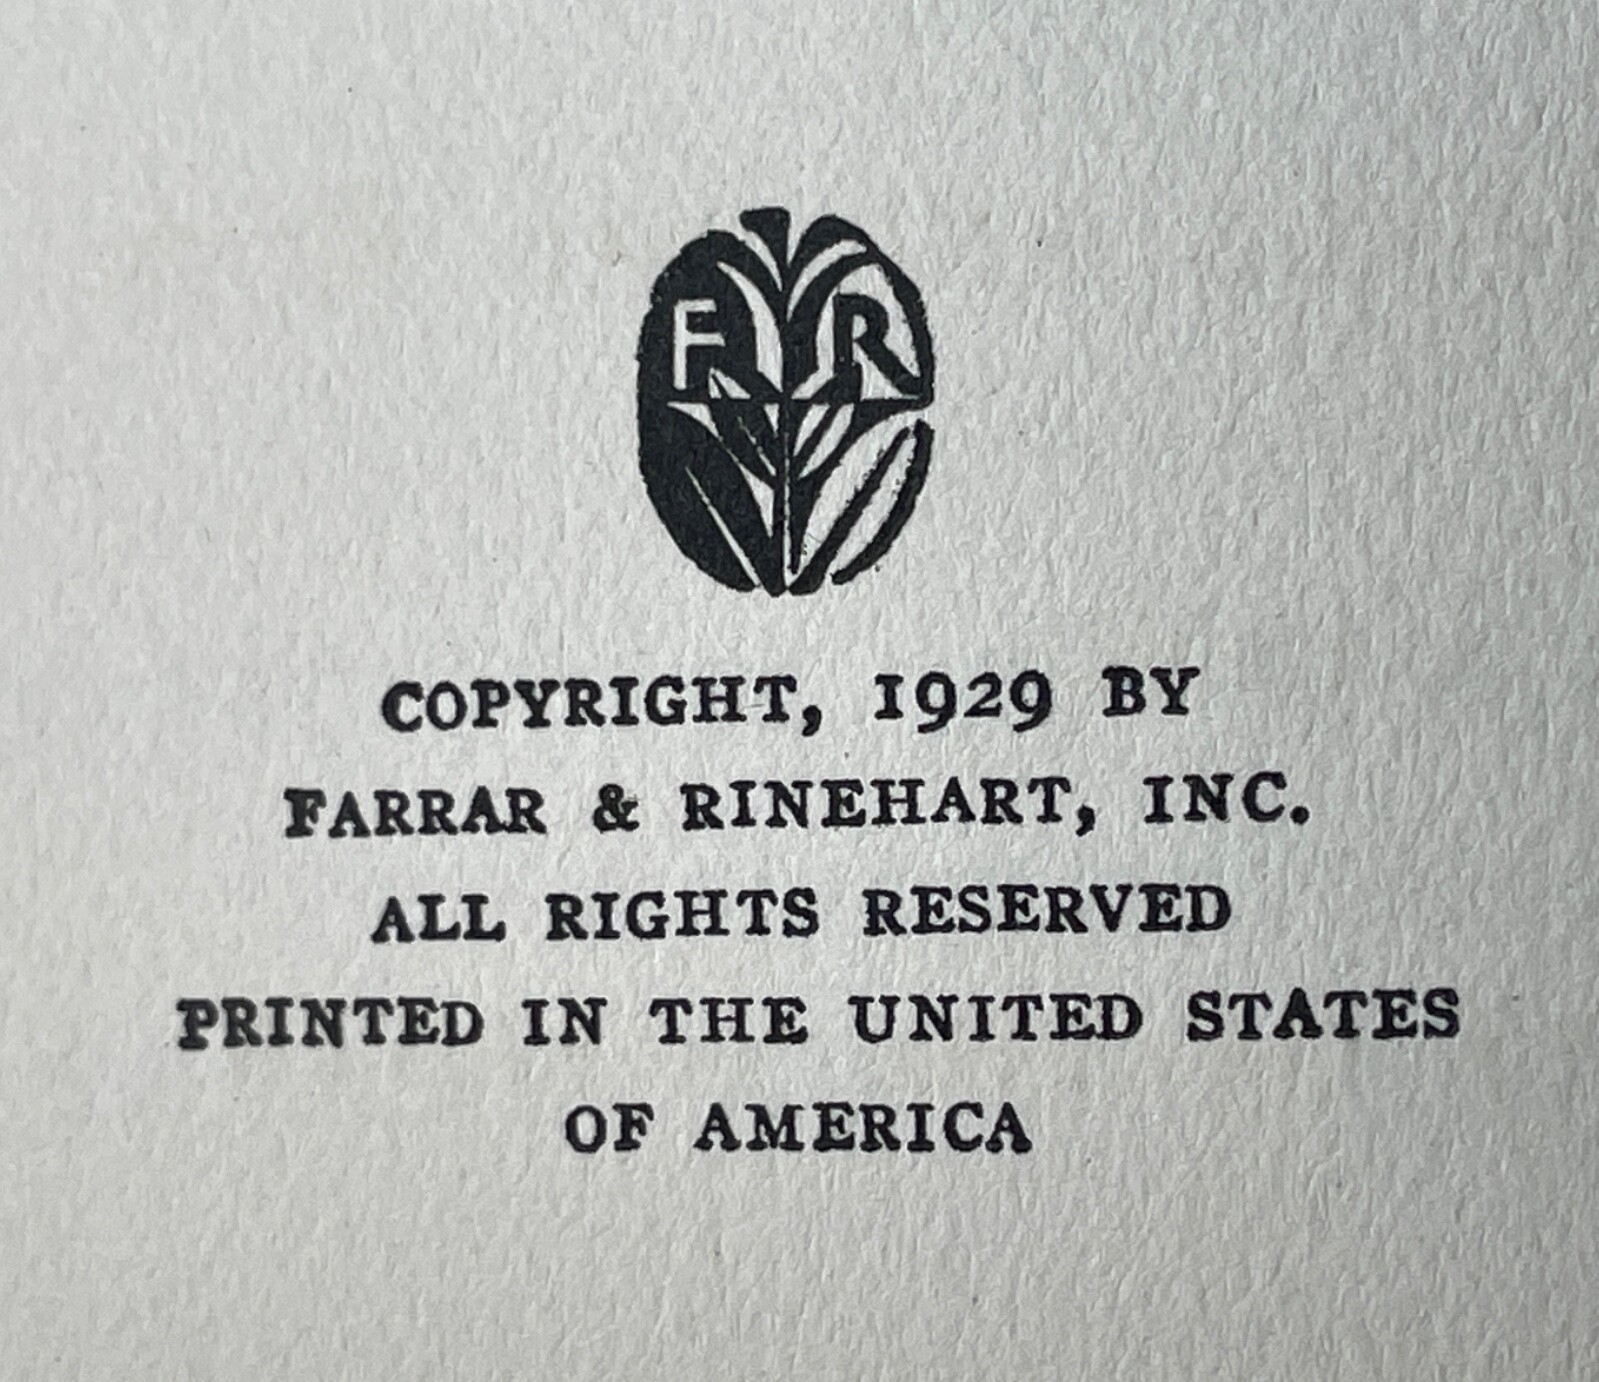 F R
COPYRIGHT, 1929 BY
FARRAR & RINEHART, INC.
ALL RIGHTS RESERVED
PRINTED IN THE UNITED STATES
OF AMERICA